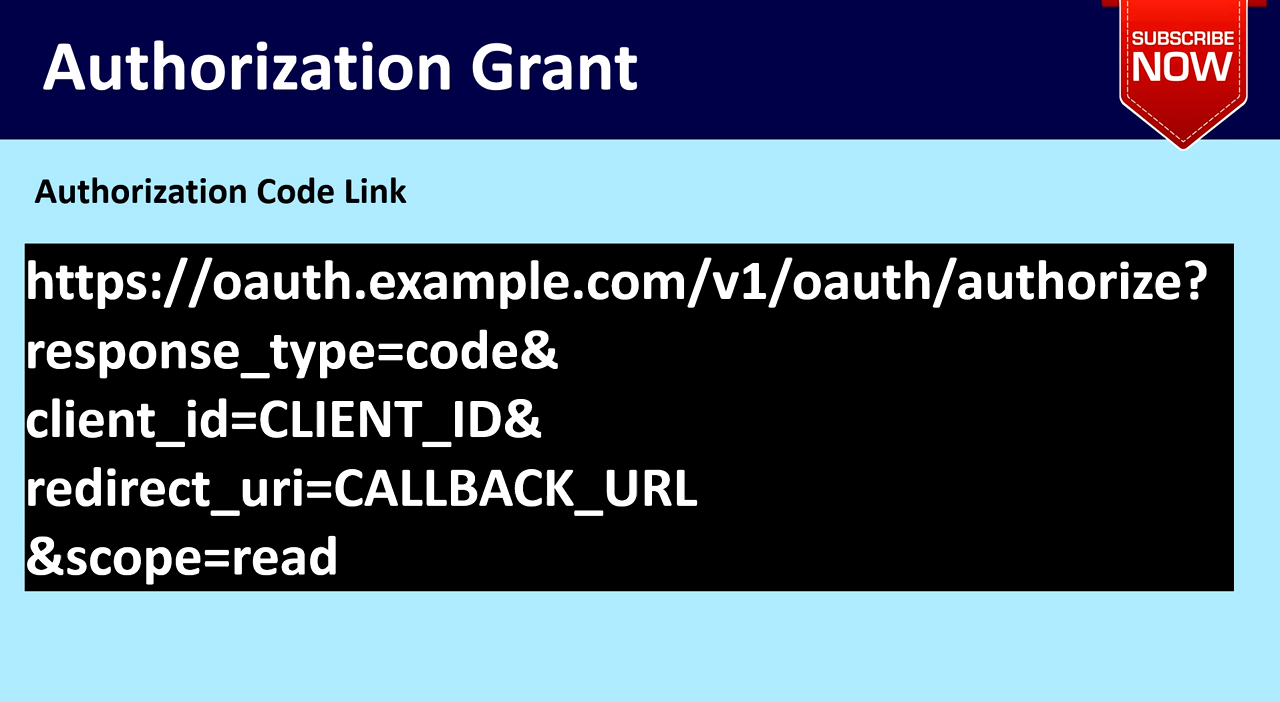 Authorization Grant
SUBSCRIBE
NOW
Authorization Code Link
https://oauth.example.com/v1/oauth/authorize?
response_type=code&
client_id=CLIENT_ID&
redirect_uri=CALLBACK_URL
&scope=read